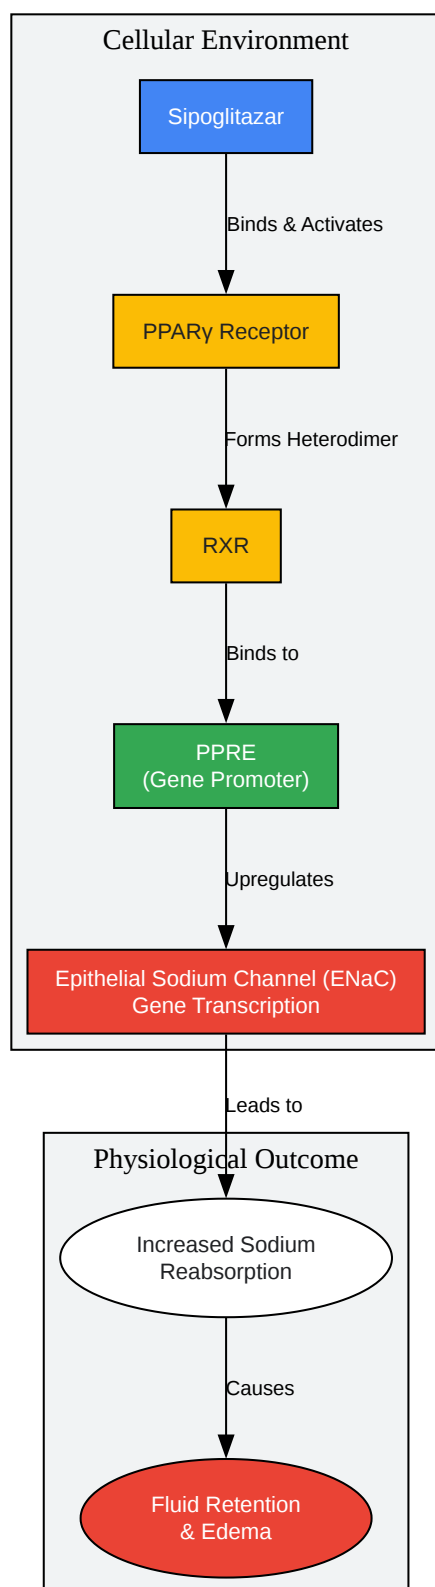 Cellular Environment
Sipoglitazar
Binds & Activates
PPARγ Receptor
Forms Heterodimer
RXR
Binds to
PPRE
(Gene Promoter)
Upregulates
Epithelial Sodium Channel (ENaC)
Gene Transcription
Leads to
Physiological Outcome
Increased Sodium
Reabsorption
Causes
Fluid Retention
& Edema